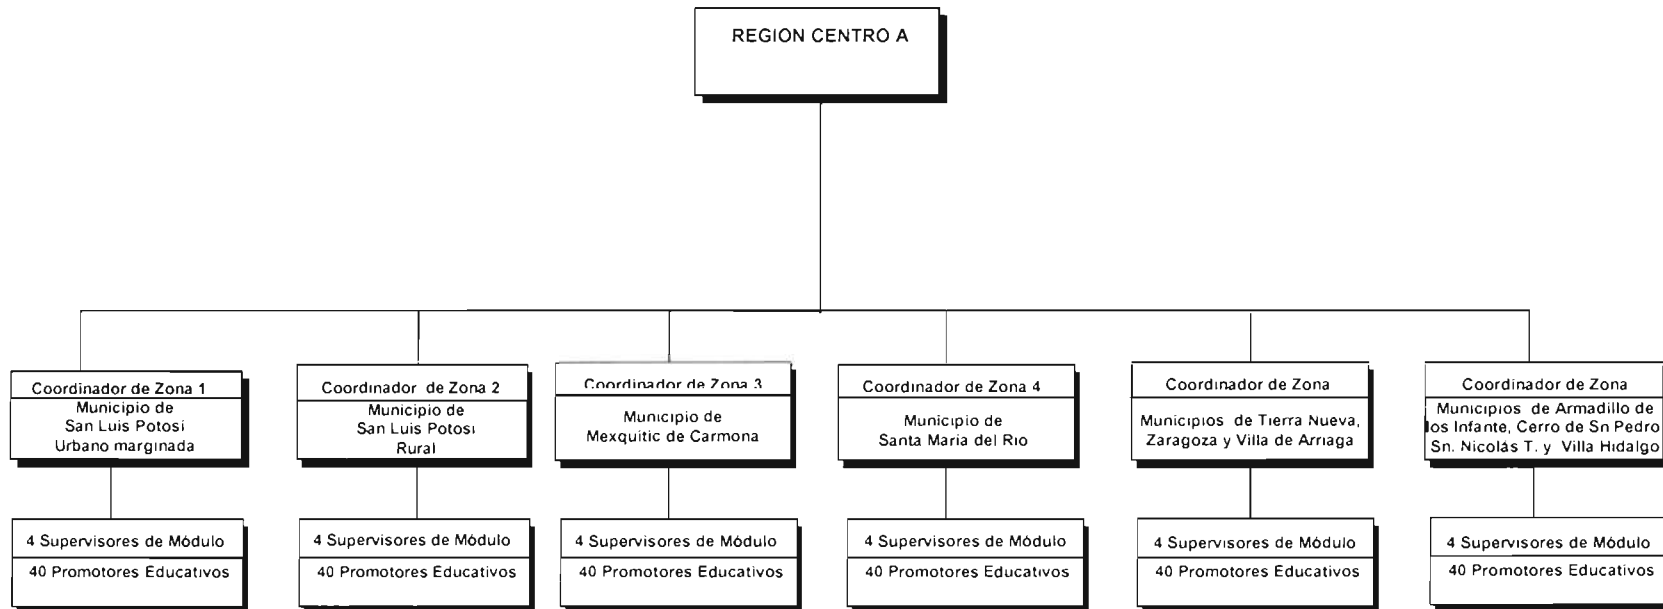 REGION CENTRO A
Coordinador de Zona 1
Municipio de
San Luis Potosi
Urbano marginada
Coordinador de Zona 2
Municipio de
San Luis Potosi
Rural
Coordinador de Zona 3
Municipio de
Mexquitic de Carmona
Coordinador de Zona 4
Municipio de
Santa Maria del Rio
Coordinador de Zona
Municipios de Tierra Nueva,
Zaragoza y Villa de Arriaga
Coordinador de Zona
Municipios de Armadillo de
los Infante, Cerro de Sn Pedro
Sn. Nicolás T. y Villa Hidalgo
4 Supervisores de Módulo
40 Promotores Educativos
4 Supervisores de Módulo
40 Promotores Educativos
4 Supervisores de Módulo
40 Promotores Educativos
4 Supervisores de Módulo
40 Promotores Educativos
4 Supervisores de Módulo
40 Promotores Educativos
4 Supervisores de Módulo
40 Promotores Educativos